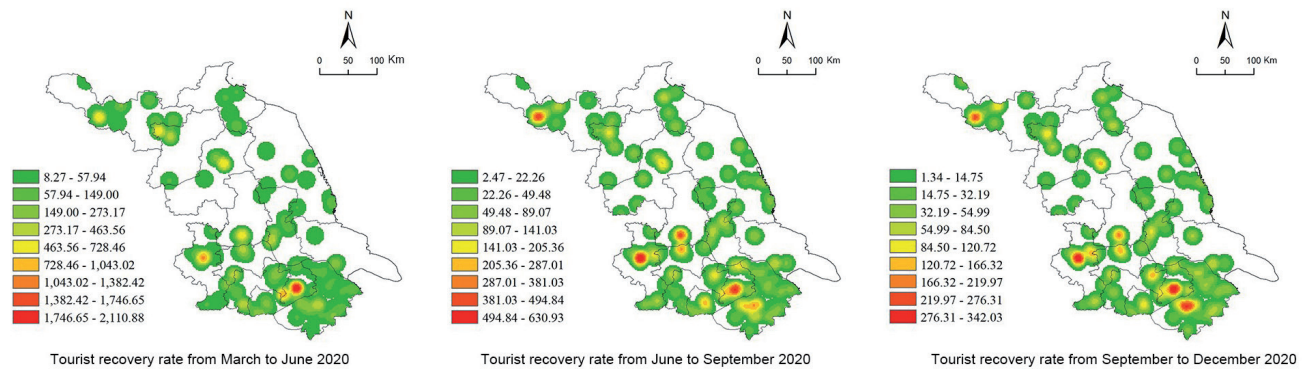 N
0 50 100 Km
8.27 - 57.94
57.94 - 149.00
149.00 - 273.17
273.17 - 463.56
463.56 - 728.46
728.46 - 1,043.02
1,043.02 - 1,382.42
1,382.42 - 1,746.65
1,746.65 - 2,110.88
Tourist recovery rate from March to June 2020
N
0 50 100 Km
2.47 - 22.26
22.26 - 49.48
49.48 - 89.07
89.07 - 141.03
141.03 - 205.36
205.36 - 287.01
287.01 - 381.03
381.03 - 494.84
494.84 - 630.93
Tourist recovery rate from June to September 2020
N
0 50 100 Km
1.34 - 14.75
14.75 - 32.19
32.19 - 54.99
54.99 - 84.50
84.50 - 120.72
120.72 - 166.32
166.32 - 219.97
219.97 - 276.31
276.31 - 342.03
Tourist recovery rate from September to December 2020